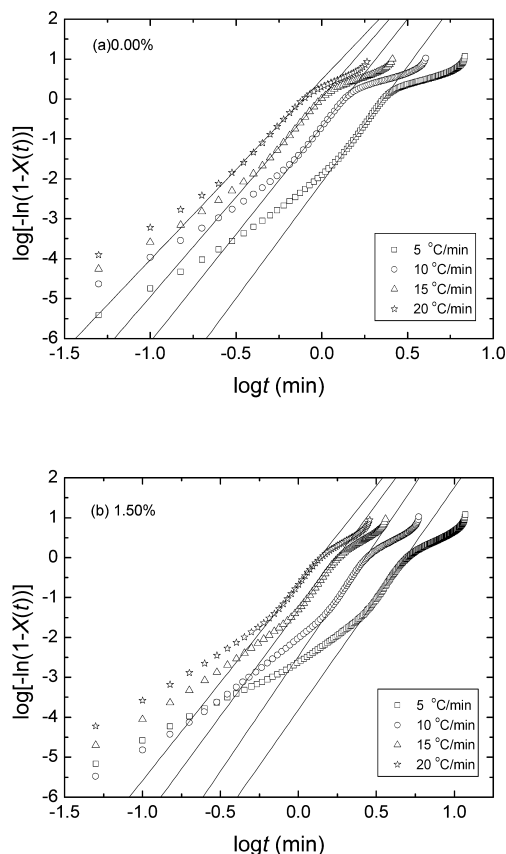 (a)0.00%
log[-ln(1-X(t))]
2
1
0
-1
-2
-3
-4
-5
-6
5 °C/min
10 °C/min
15 °C/min
20 °C/min
-1.5 -1.0 -0.5 0.0 0.5 1.0
logt (min)
(b) 1.50%
log[-ln(1-X(t))]
2
1
0
-1
-2
-3
-4
-5
-6
5 °C/min
10 °C/min
15 °C/min
20 °C/min
-1.5 -1.0 -0.5 0.0 0.5 1.0
logt (min)